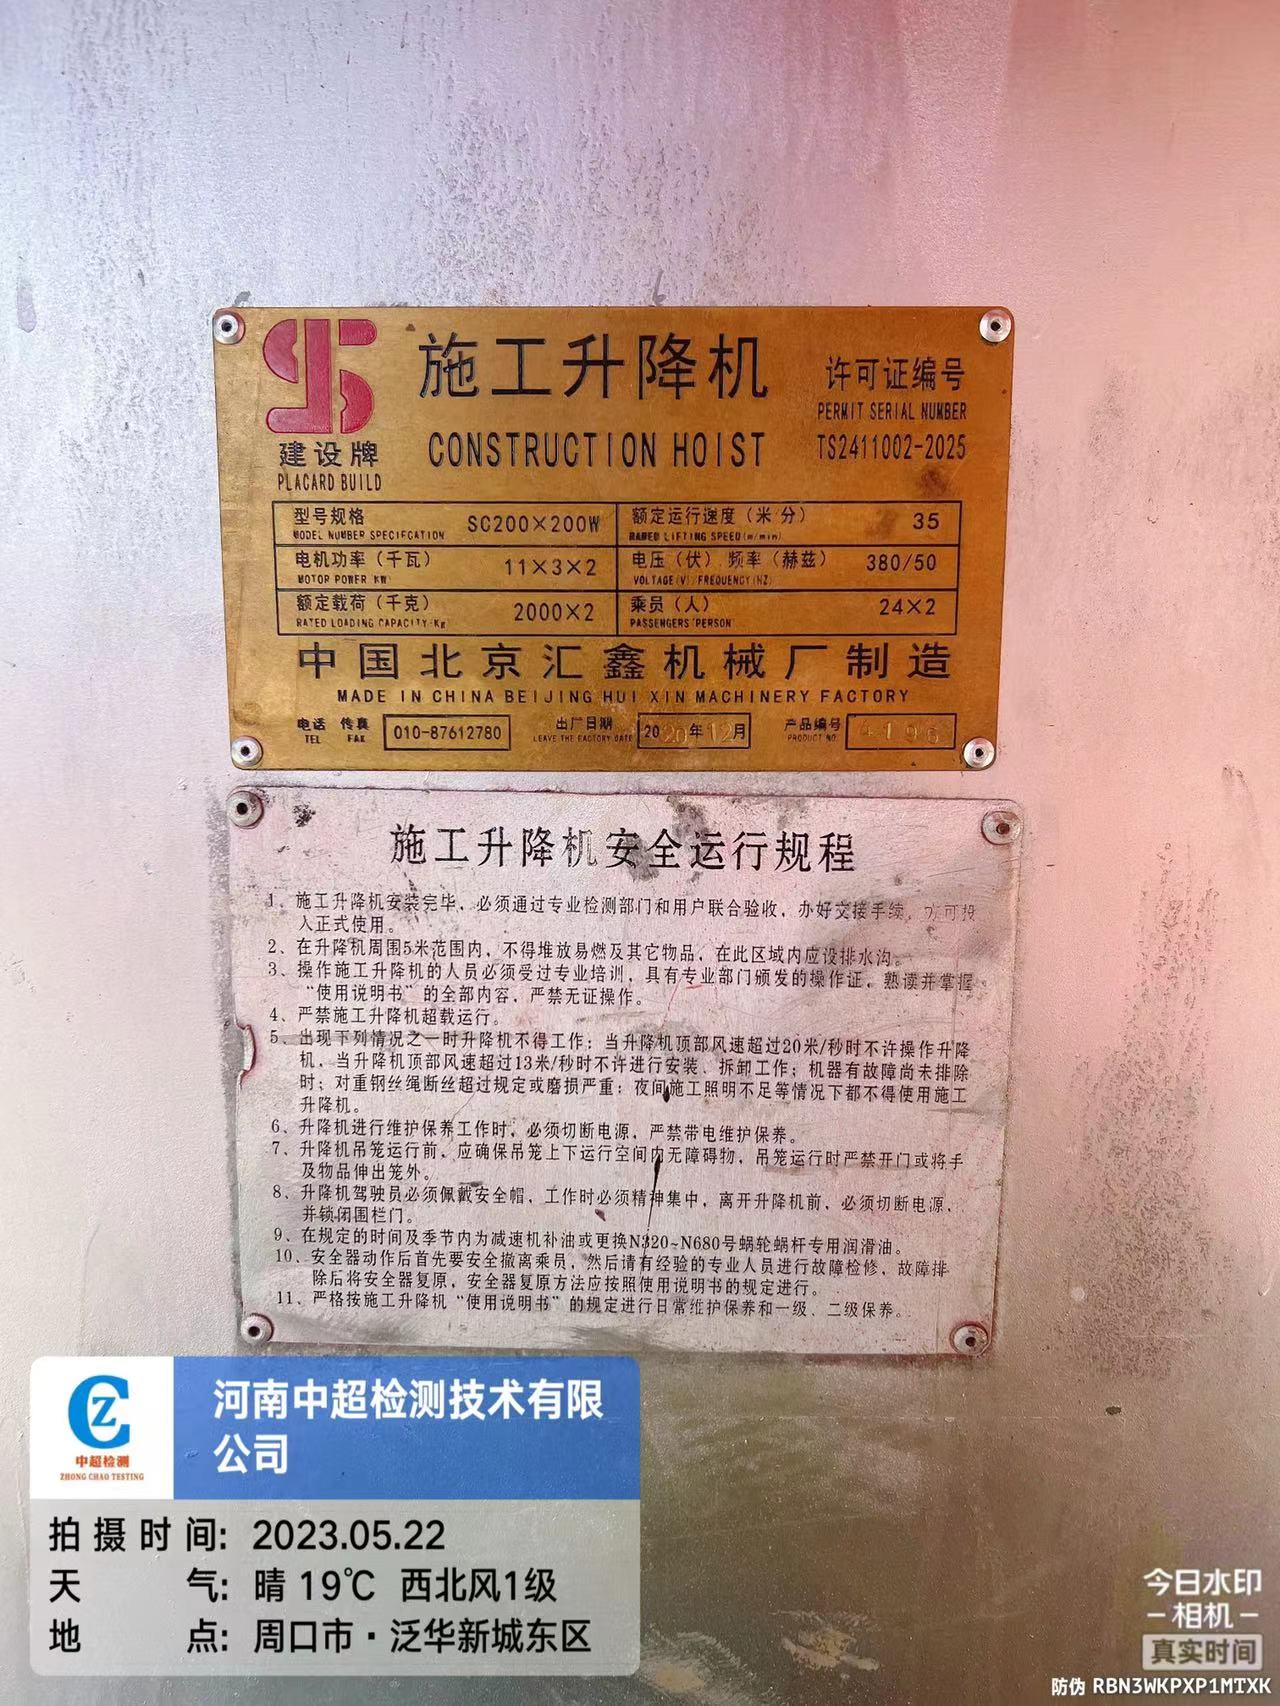 建设牌
PLACARD BUILD
施工升降机
CONSTRUCTION HOIST
许可证编号
PERMIT SERIAL NUMBER
TS2411002-2025
型号规格 SC200×200W 额定运行速度（米 分） 35
MODEL NUMBER SPECIFCATION RARED LIFTING SPEED(m/min)
电机功率（千瓦） 11×3×2 电压（伏）频率（赫兹） 380/50
MOTOR POWER KW VOLTAGE(V)/FREQUENCY(HZ)
额定载荷（千克） 2000×2 乘员（人） 24×2
RATED LOADING CAPACITY·Kg PASSENGERS PERSON
中国北京汇鑫机械厂制造
MADE IN CHINA BEIJING HUI XIN MACHINERY FACTORY
电话 传真 010-87612780 出厂日期 2020年12月 产品编号 4196
TEL FAK LEAVE THE FACTORY DATE PRODUCT NO.
施工升降机安全运行规程
1、施工升降机安装完毕，必须通过专业检测部门和用户联合验收，办好交接手续，方可投
入正式使用。
2、在升降机周围5米范围内，不得堆放易燃及其它物品，在此区域内应设排水沟。
3、操作施工升降机的人员必须受过专业培训，具有专业部门颁发的操作证，熟读并掌握
“使用说明书”的全部内容，严禁无证操作。
4、严禁施工升降机超载运行。
5、出现下列情况之一时升降机不得工作；当升降机顶部风速超过20米/秒时不许操作升降
机，当升降机顶部风速超过13米/秒时不许进行安装、拆卸工作；机器有故障尚未排除
时；对重钢丝绳断丝超过规定或磨损严重；夜间施工照明不足等情况下都不得使用施工
升降机。
6、升降机进行维护保养工作时，必须切断电源，严禁带电维护保养。
7、升降机吊笼运行前，应确保吊笼上下运行空间内无障碍物，吊笼运行时严禁开门或将手
及物品伸出笼外。
8、升降机驾驶员必须佩戴安全帽，工作时必须精神集中，离开升降机前，必须切断电源，
并锁闭围栏门。
9、在规定的时间及季节内为减速机补油或更换N320~N680号蜗轮蜗杆专用润滑油。
10、安全器动作后首先要安全撤离乘员，然后请有经验的专业人员进行故障检修，故障排
除后将安全器复原，安全器复原方法应按照使用说明书的规定进行。
11、严格按施工升降机“使用说明书”的规定进行日常维护保养和一级、二级保养。
CZ
中超检测
ZHONG CHAO TESTING
河南中超检测技术有限
公司
拍摄时间: 2023.05.22
天 气: 晴 19℃ 西北风1级
地 点: 周口市·泛华新城东区
今日水印
-相机-
真实时间
防伪 RBN3WKPXP1MTXK